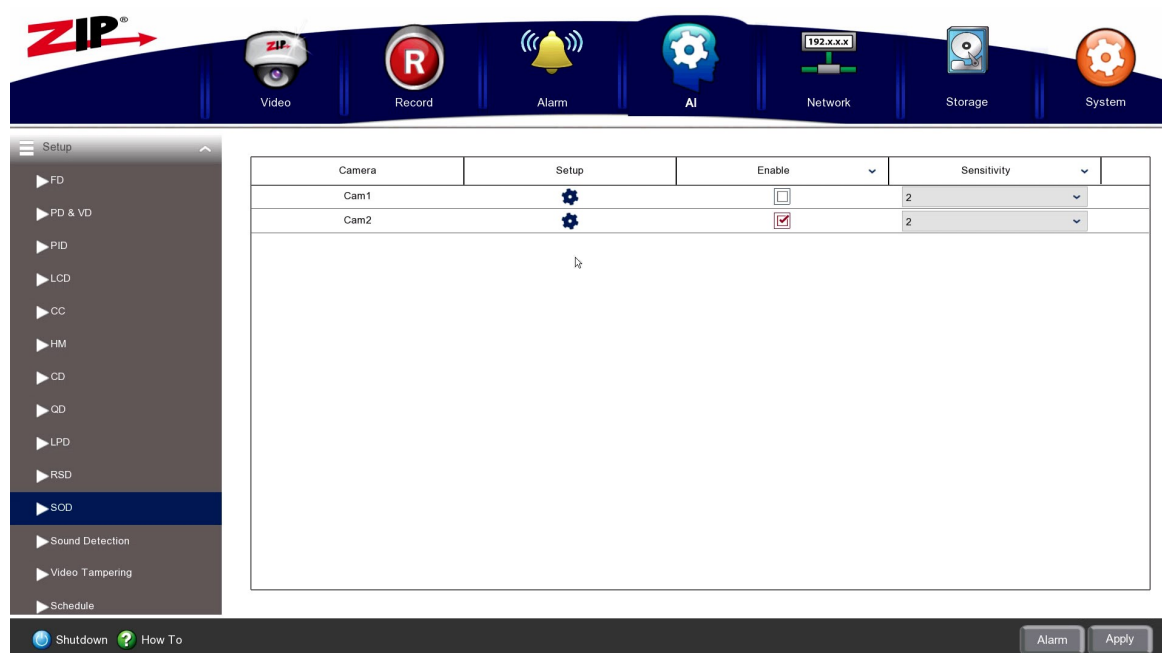 ZIP®
ZIP
R
192.x.x.x
Video Record Alarm AI Network Storage System
Setup
FD
PD & VD
PID
LCD
CC
HM
CD
QD
LPD
RSD
SOD
Sound Detection
Video Tampering
Schedule
Camera Setup Enable Sensitivity
Cam1 2
Cam2 2
Shutdown ? How To Alarm Apply